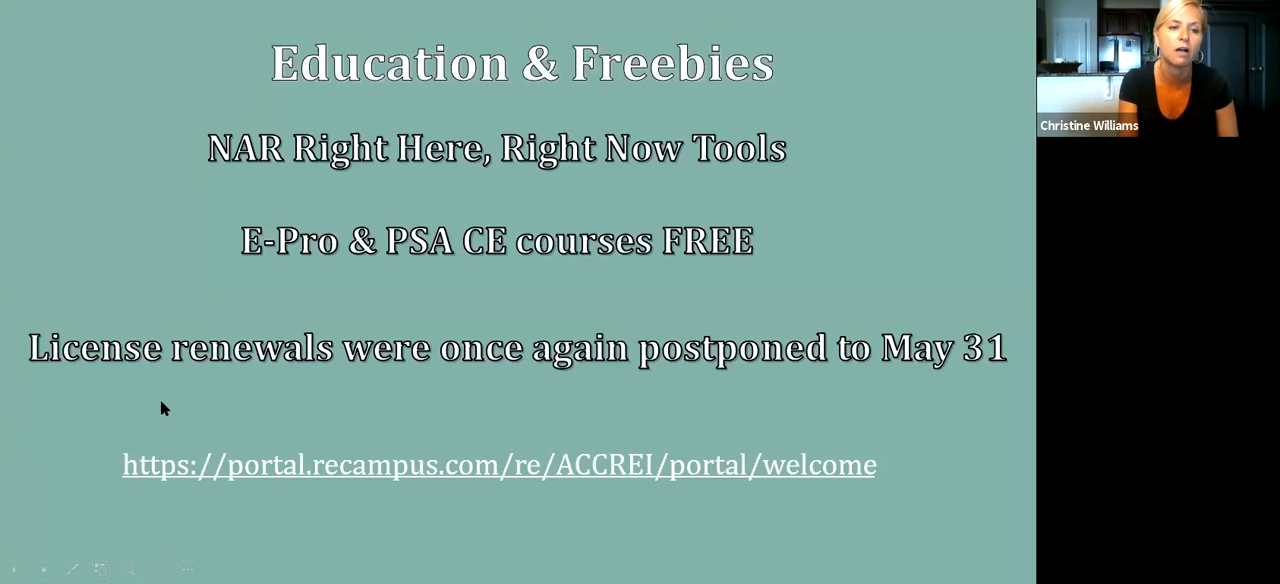 Education & Freebies
NAR Right Here, Right Now Tools
E-Pro & PSA CE courses FREE
License renewals were once again postponed to May 31
https://portal.recampus.com/re/ACCREI/portal/welcome
Christine Williams